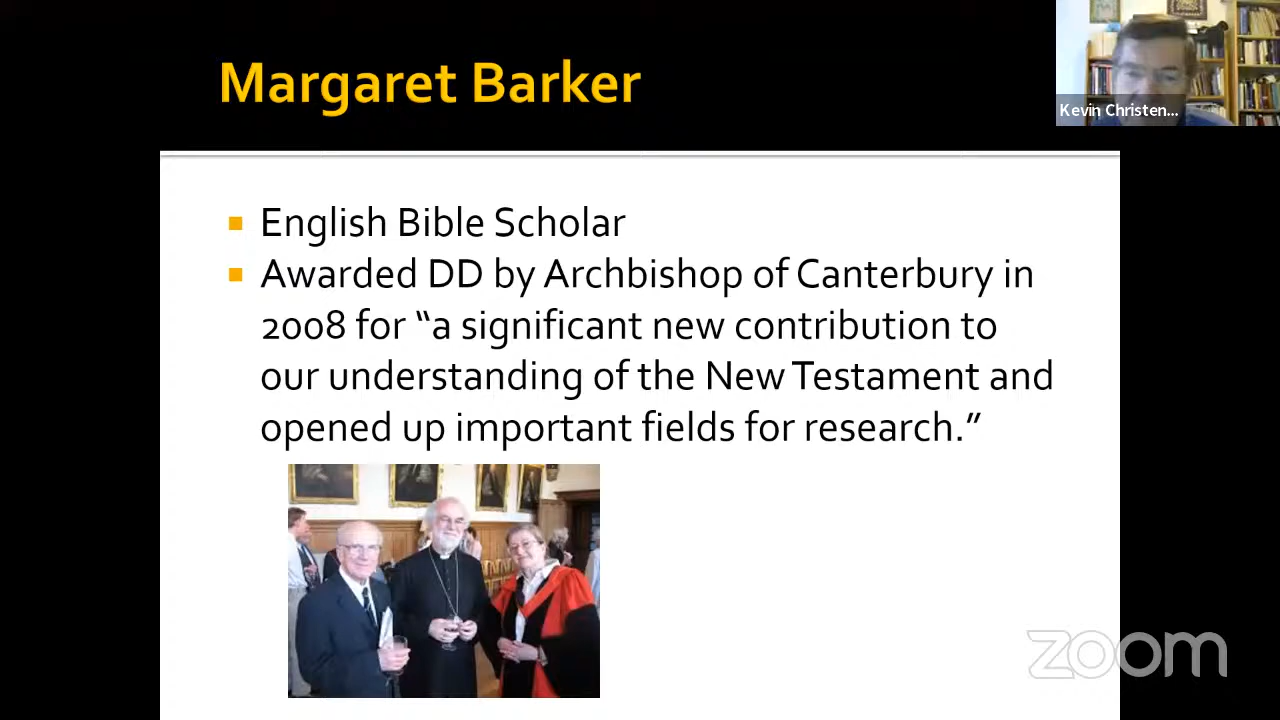 Margaret Barker
Kevin Christen...
English Bible Scholar
Awarded DD by Archbishop of Canterbury in
2008 for “a significant new contribution to
our understanding of the New Testament and
opened up important fields for research.”
zoom